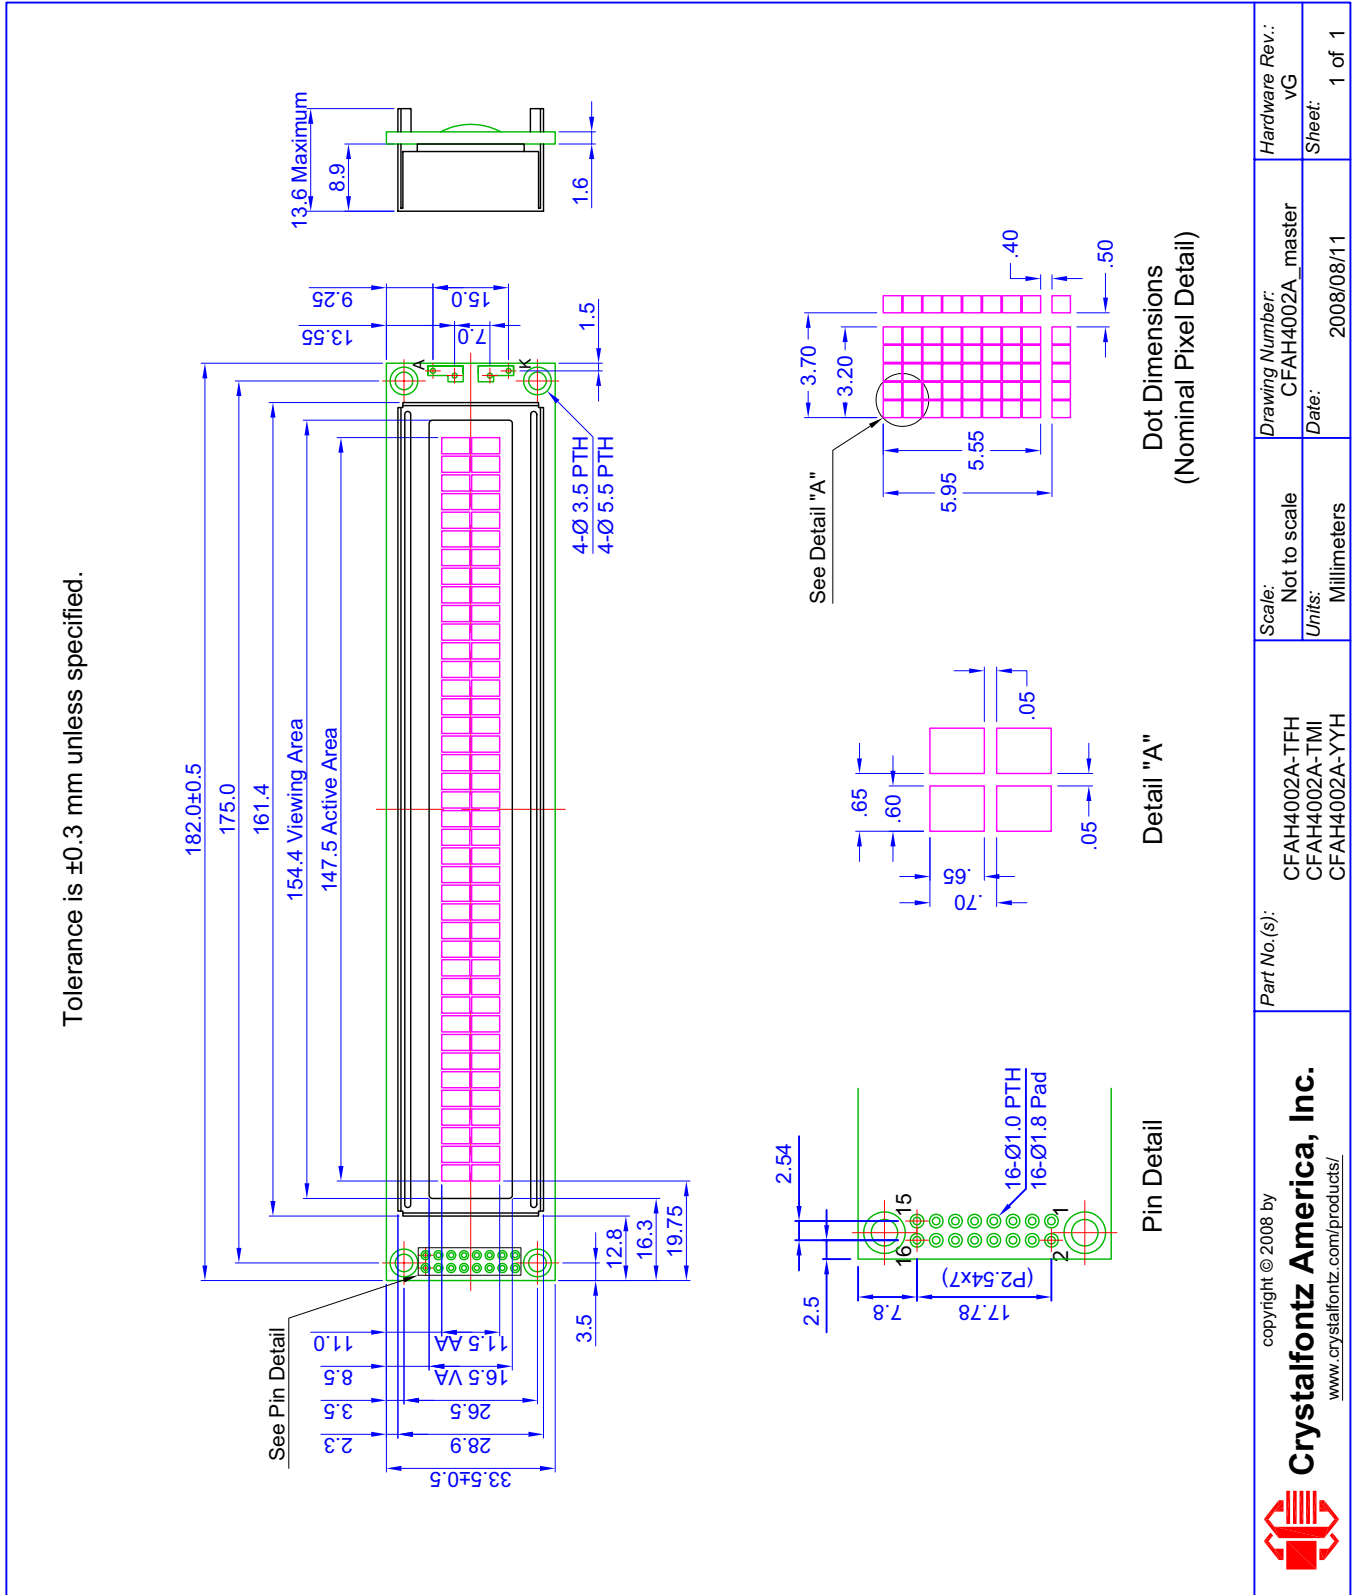 Tolerance is ±0.3 mm unless specified.
182.0±0.5
175.0
161.4
154.4 Viewing Area
147.5 Active Area
See Pin Detail
33.5±0.5
28.9
2.3
26.5
3.5
16.5 VA
8.5
11.5 AA
11.0
3.5
12.8
16.3
19.75
A
K
13.55
9.25
7.0
15.0
1.5
4-Ø 3.5 PTH
4-Ø 5.5 PTH
13.6 Maximum
8.9
1.6
2.54
2.5
7.8
17.78
(P2.54x7)
16
15
2
1
16-Ø1.0 PTH
16-Ø1.8 Pad
Pin Detail
.65
.60
.65
.70
.05
.05
Detail "A"
See Detail "A"
3.70
3.20
5.95
5.55
.40
.50
Dot Dimensions
(Nominal Pixel Detail)
copyright © 2008 by
Crystalfontz America, Inc.
www.crystalfontz.com/products/
Part No.(s):
CFAH4002A-TFH
CFAH4002A-TMI
CFAH4002A-YYH
Scale:
Not to scale
Units:
Millimeters
Drawing Number:
CFAH4002A_master
Date:
2008/08/11
Hardware Rev.:
vG
Sheet:
1 of 1